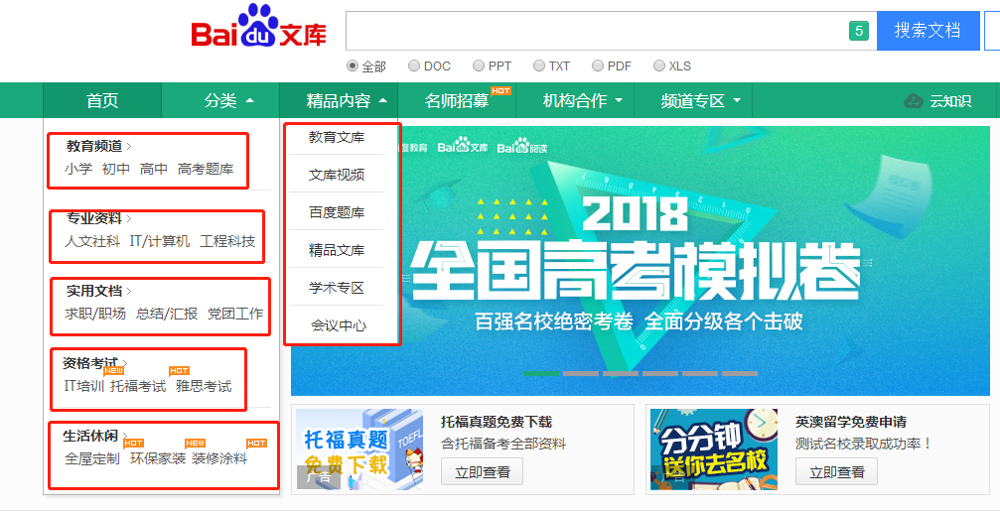 Bai du 文库
5
搜索文档
全部 DOC PPT TXT PDF XLS
首页 分类 精品内容 名师招募 HOT 机构合作 频道专区 云知识
教育频道
小学 初中 高中 高考题库
专业资料
人文社科 IT/计算机 工程科技
实用文档
求职/职场 总结/汇报 党团工作
资格考试
NEW HOT
IT培训 托福考试 雅思考试
生活休闲
HOT NEW HOT
全屋定制 环保家装 装修涂料
教育文库
文库视频
百度题库
精品文库
学术专区
会议中心
度教育 Bai du 文库 Bai du 阅读
2018
全国高考模拟卷
百强名校绝密考卷 全面分级各个击破
托福真题
免费下载
TOEFL
广告
托福真题免费下载
含托福备考全部资料
立即查看
分分钟
送你去名校
广告
英澳留学免费申请
测试名校录取成功率！
立即查看